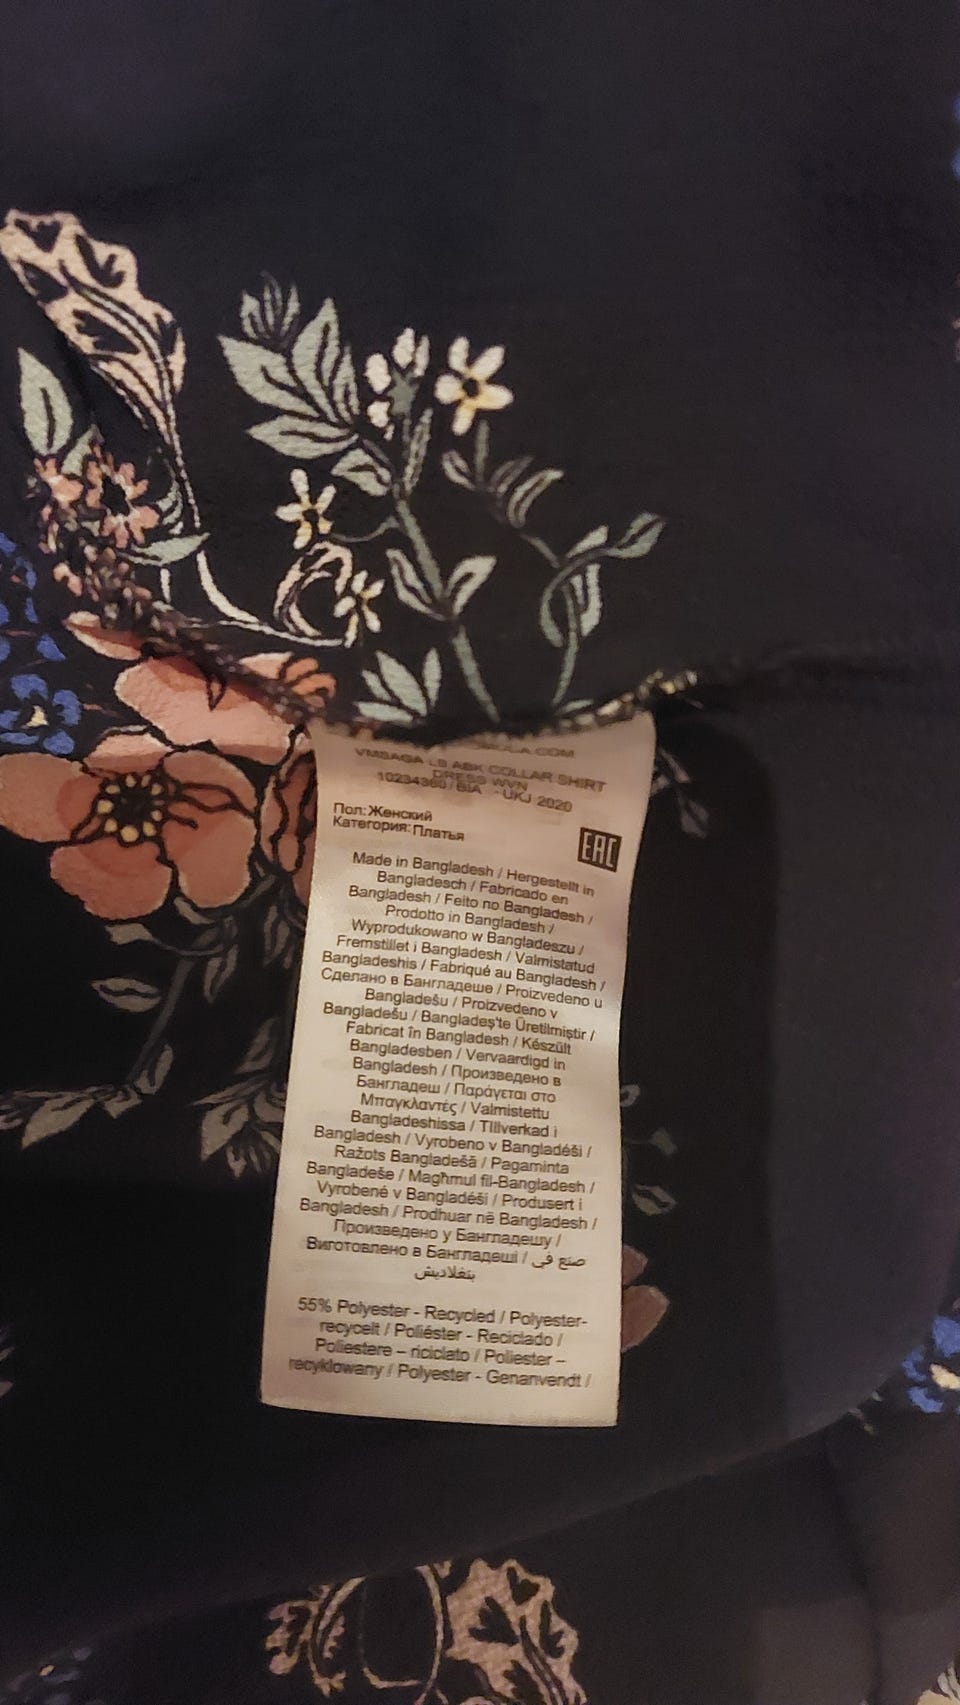 VMSAGA LS ABK COLLAR SHIRT
DRESS WVN
10234360/BIA - UKJ 2020
Пол: Женский
Категория: Платья
EAC
Made in Bangladesh / Hergestellt in
Bangladesch / Fabricado en
Bangladesh / Feito no Bangladesh /
Prodotto in Bangladesh /
Wyprodukowano w Bangladeszu /
Fremstillet i Bangladesh / Valmistatud
Bangladeshis / Fabriqué au Bangladesh /
Сделано в Бангладеше / Proizvedeno u
Bangladešu / Proizvedeno v
Bangladešu / Bangladeş'te Üretilmiştir /
Fabricat în Bangladesh / Készült
Bangladesben / Vervaardigd in
Bangladesh / Произведено в
Бангладеш / Παράγεται στο
Μπαγκλαντές / Valmistettu
Bangladeshissa / Tillverkad i
Bangladesh / Vyrobeno v Bangladéši /
Ražots Bangladešā / Pagaminta
Bangladeše / Magħmul fil-Bangladesh /
Vyrobené v Bangladéši / Produsert i
Bangladesh / Prodhuar në Bangladesh /
Произведено у Бангладешу /
Виготовлено в Бангладеші / صنع في
بنغلاديش
55% Polyester - Recycled / Polyester-
recycelt / Poliéster - Reciclado /
Poliestere – riciclato / Poliester –
recyklowany / Polyester - Genanvendt /